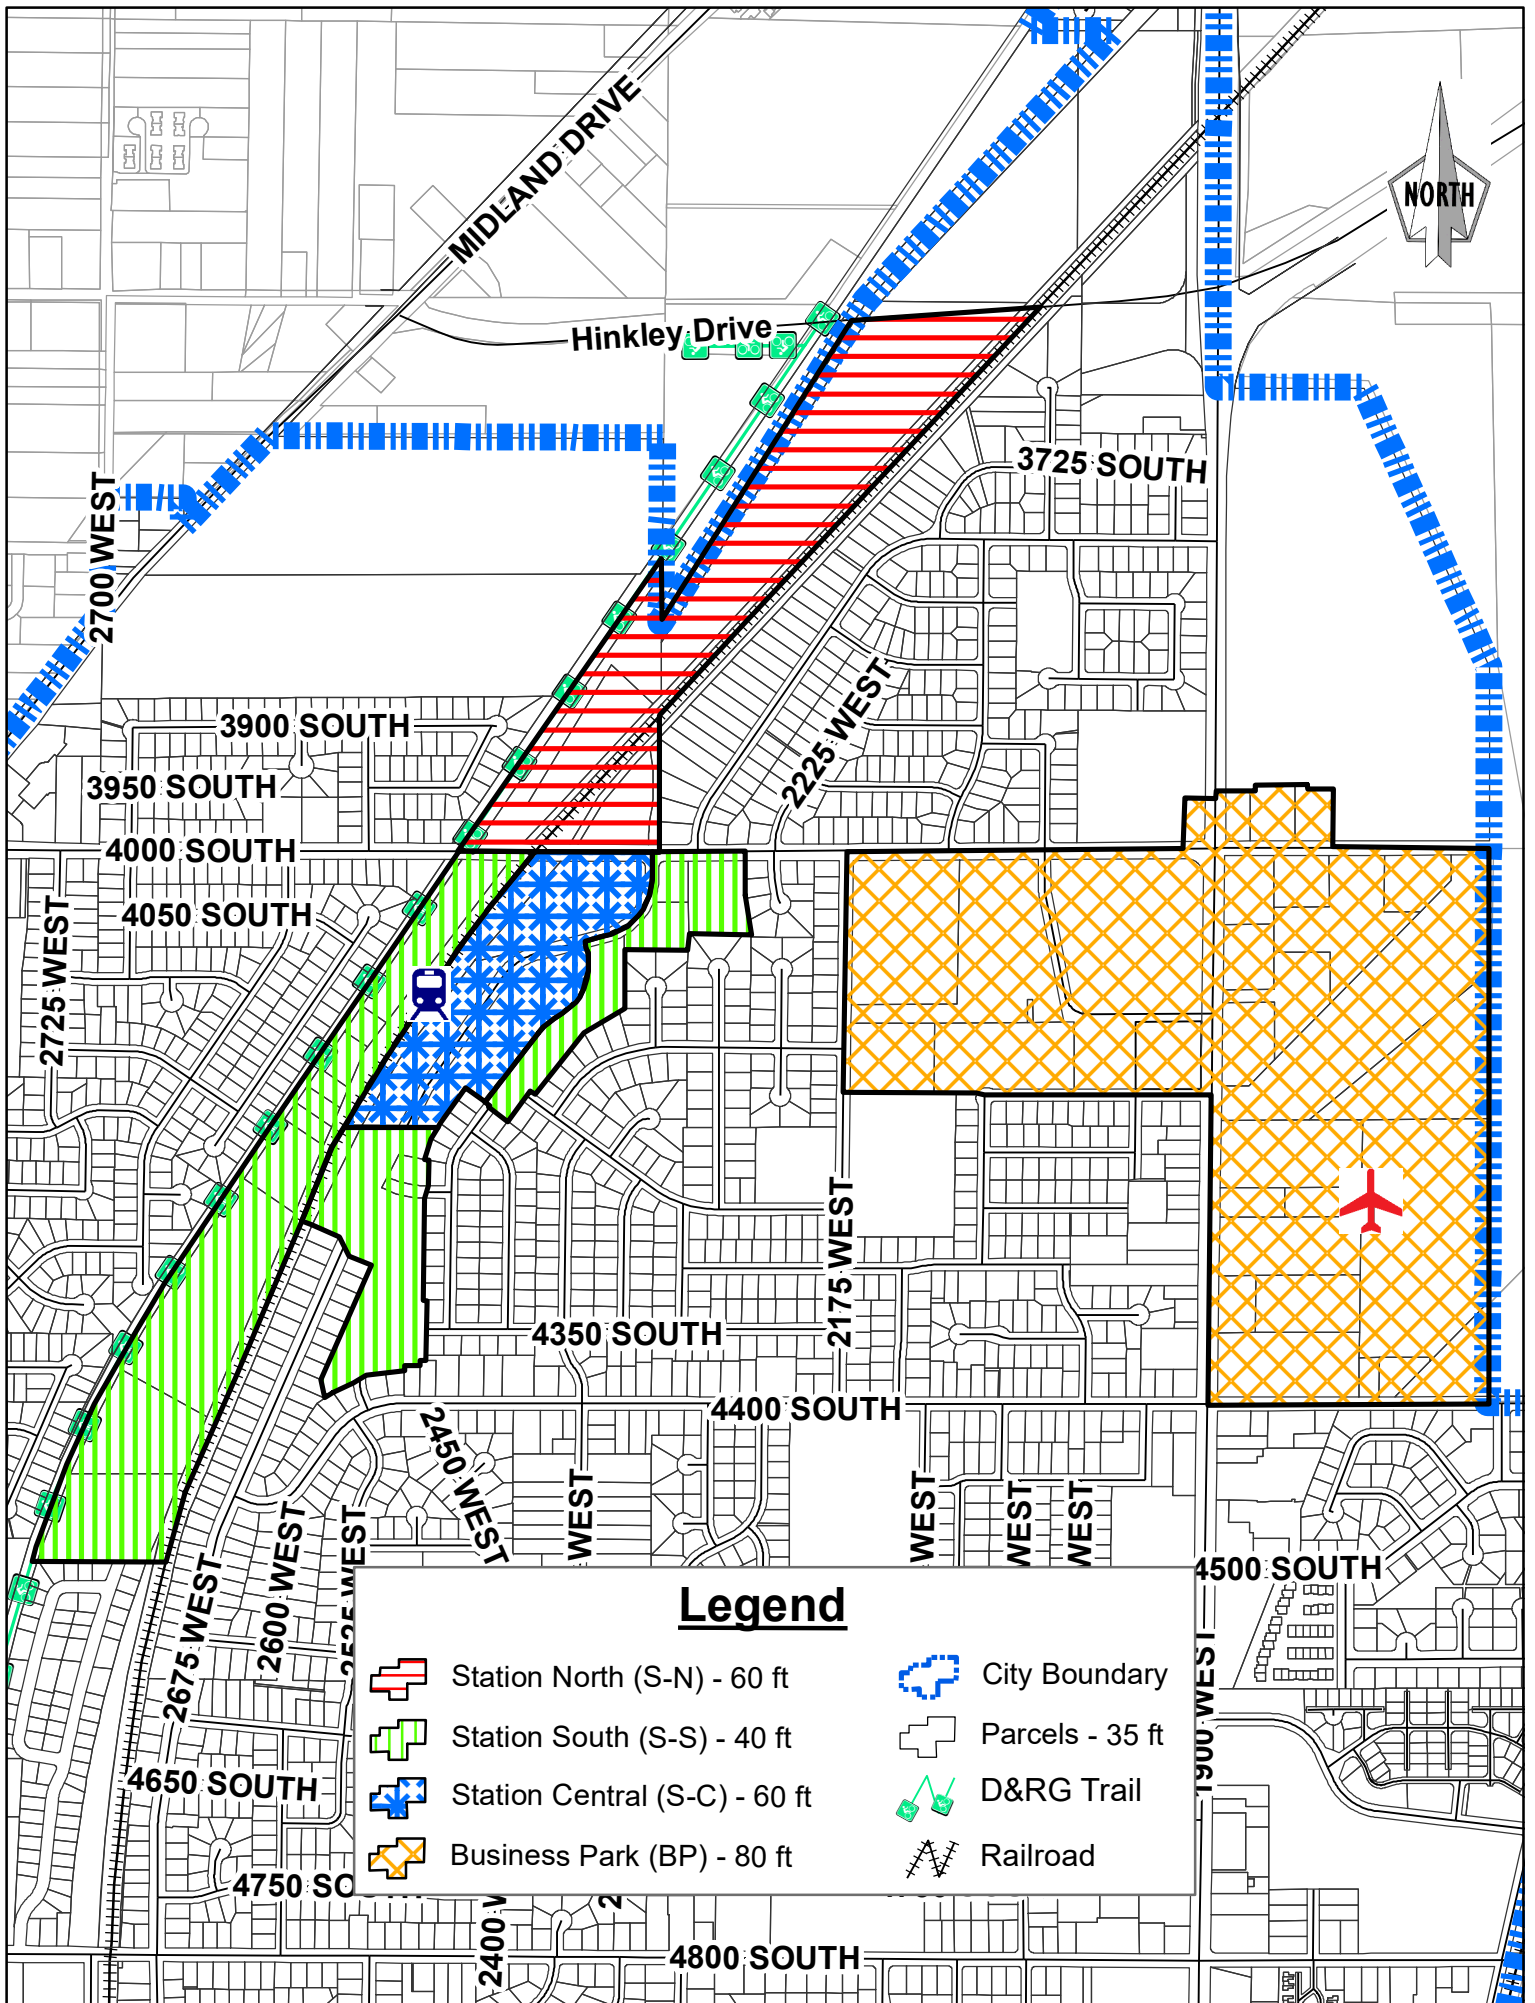 MIDLAND DRIVE
NORTH
Hinkley Drive
3725 SOUTH
2700 WEST
2225 WEST
3900 SOUTH
3950 SOUTH
4000 SOUTH
4050 SOUTH
2725 WEST
2175 WEST
4350 SOUTH
4400 SOUTH
2450 WEST
WEST
WEST
WEST
WEST
2600 WEST
2525 WEST
2675 WEST
4500 SOUTH
1900 WEST
Legend
Station North (S-N) - 60 ft
Station South (S-S) - 40 ft
Station Central (S-C) - 60 ft
Business Park (BP) - 80 ft
City Boundary
Parcels - 35 ft
D&RG Trail
Railroad
4650 SOUTH
4750 SOUTH
2400 W
4800 SOUTH